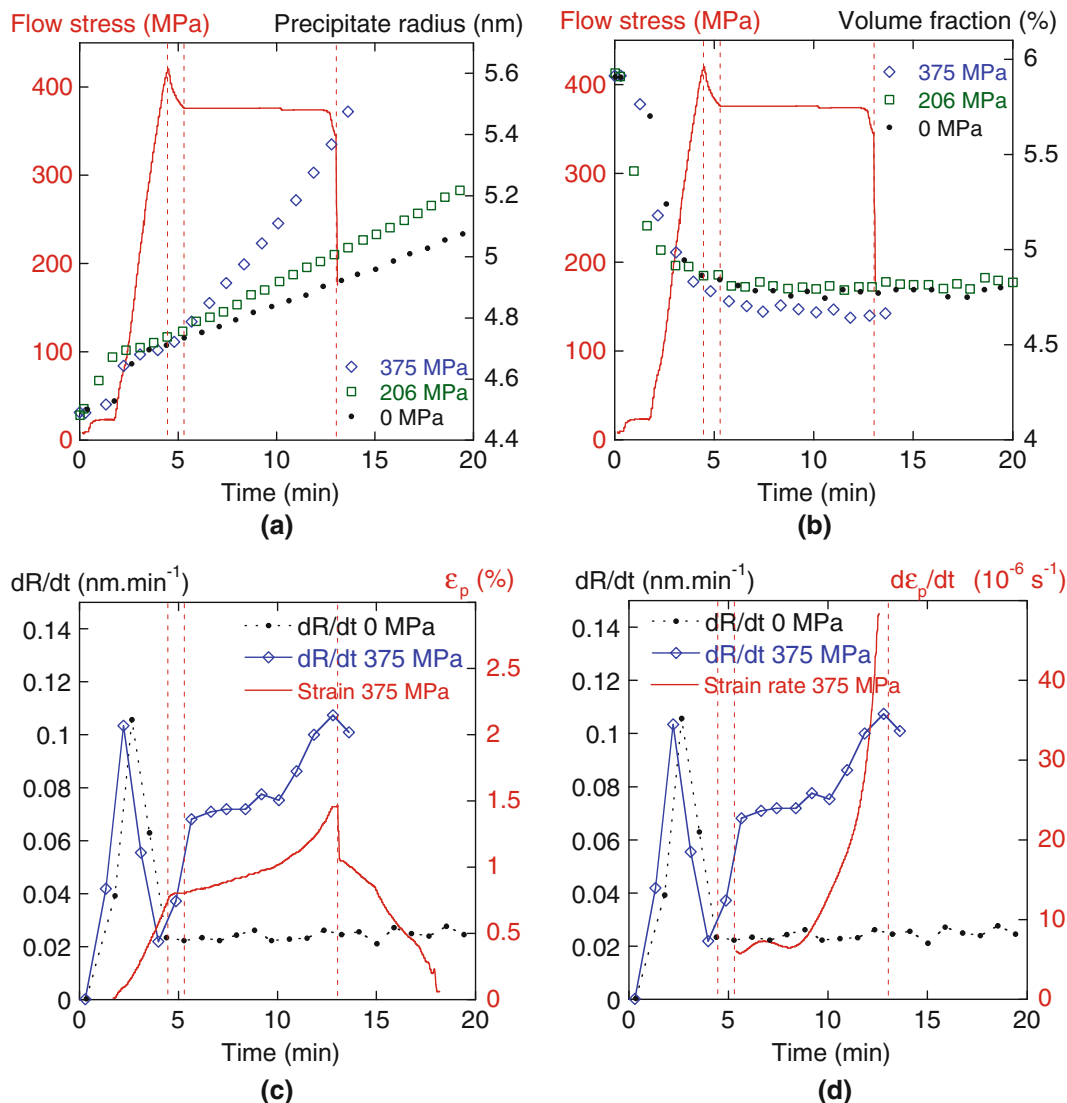 Flow stress (MPa) Precipitate radius (nm)
400
300
200
100
0
5.6
5.4
5.2
5
4.8
4.6
4.4
375 MPa
206 MPa
0 MPa
0 5 10 15 20
Time (min)
(a)
Flow stress (MPa) Volume fraction (%)
400
300
200
100
0
6
5.5
5
4.5
4
375 MPa
206 MPa
0 MPa
0 5 10 15 20
Time (min)
(b)
dR/dt (nm.min⁻¹) εp (%)
0.14
0.12
0.1
0.08
0.06
0.04
0.02
0
2.5
2
1.5
1
0.5
0
dR/dt 0 MPa
dR/dt 375 MPa
Strain 375 MPa
0 5 10 15 20
Time (min)
(c)
dR/dt (nm.min⁻¹) dεp/dt (10⁻⁶ s⁻¹)
0.14
0.12
0.1
0.08
0.06
0.04
0.02
0
40
30
20
10
0
dR/dt 0 MPa
dR/dt 375 MPa
Strain rate 375 MPa
0 5 10 15 20
Time (min)
(d)